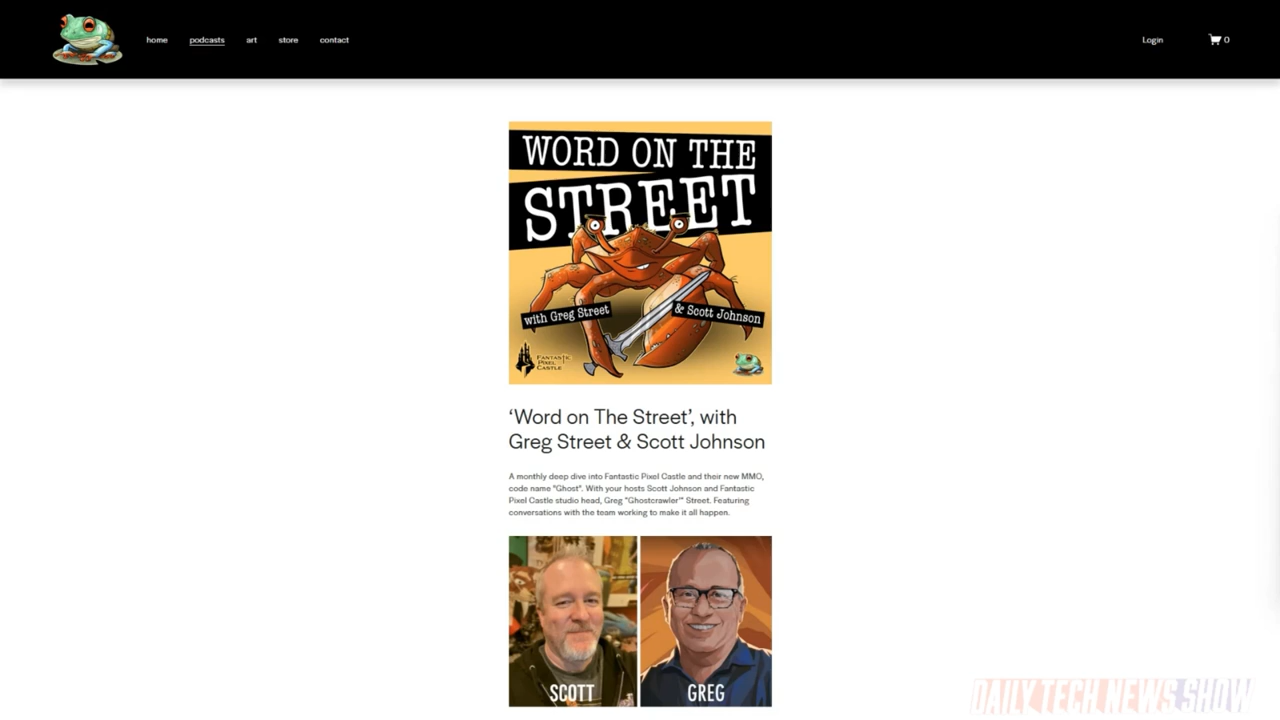 home podcasts art store contact Login 0
WORD ON THE
STREET
with Greg Street & Scott Johnson
FANTASTIC
PIXEL
CASTLE
‘Word on The Street’, with
Greg Street & Scott Johnson
A monthly deep dive into Fantastic Pixel Castle and their new MMO,
code name "Ghost". With your hosts Scott Johnson and Fantastic
Pixel Castle studio head, Greg "Ghostcrawler" Street. Featuring
conversations with the team working to make it all happen.
SCOTT GREG
DAILY TECH NEWS SHOW